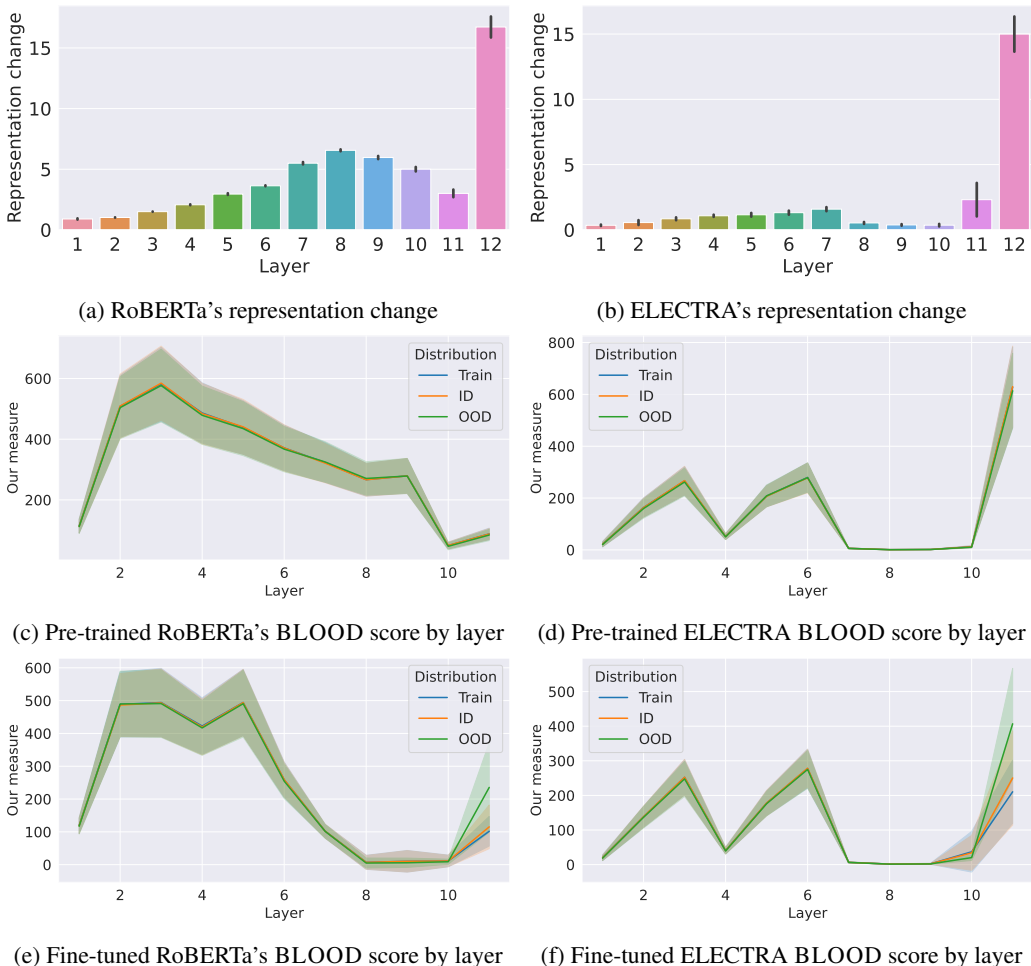 Representation change
15
10
5
0
1 2 3 4 5 6 7 8 9 10 11 12
Layer
(a) RoBERTa's representation change
Representation change
15
10
5
0
1 2 3 4 5 6 7 8 9 10 11 12
Layer
(b) ELECTRA's representation change
Our measure
600
400
200
2 4 6 8 10
Layer
Distribution
Train
ID
OOD
(c) Pre-trained RoBERTa's BLOOD score by layer
Our measure
800
600
400
200
0
2 4 6 8 10
Layer
Distribution
Train
ID
OOD
(d) Pre-trained ELECTRA BLOOD score by layer
Our measure
600
500
400
300
200
100
0
2 4 6 8 10
Layer
Distribution
Train
ID
OOD
(e) Fine-tuned RoBERTa's BLOOD score by layer
Our measure
500
400
300
200
100
0
2 4 6 8 10
Layer
Distribution
Train
ID
OOD
(f) Fine-tuned ELECTRA BLOOD score by layer